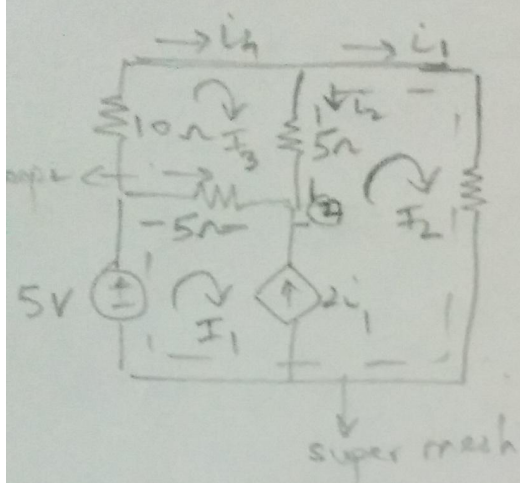 i4 i1
10Ω I3 i2 5Ω
5Ω I2
5V I1 2i1
super mesh